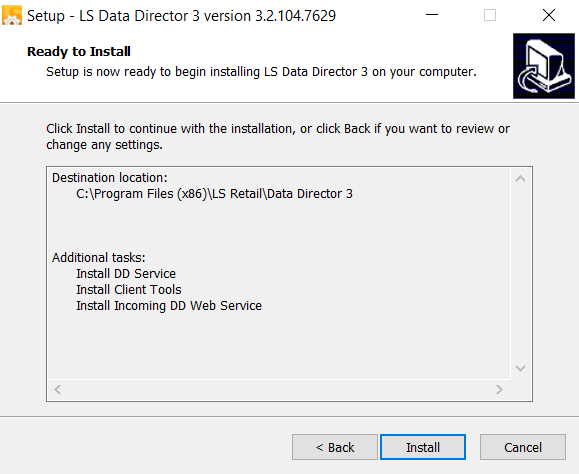 Setup - LS Data Director 3 version 3.2.104.7629
Ready to Install
Setup is now ready to begin installing LS Data Director 3 on your computer.
Click Install to continue with the installation, or click Back if you want to review or
change any settings.
Destination location:
C:\Program Files (x86)\LS Retail\Data Director 3
Additional tasks:
Install DD Service
Install Client Tools
Install Incoming DD Web Service
< Back
Install
Cancel